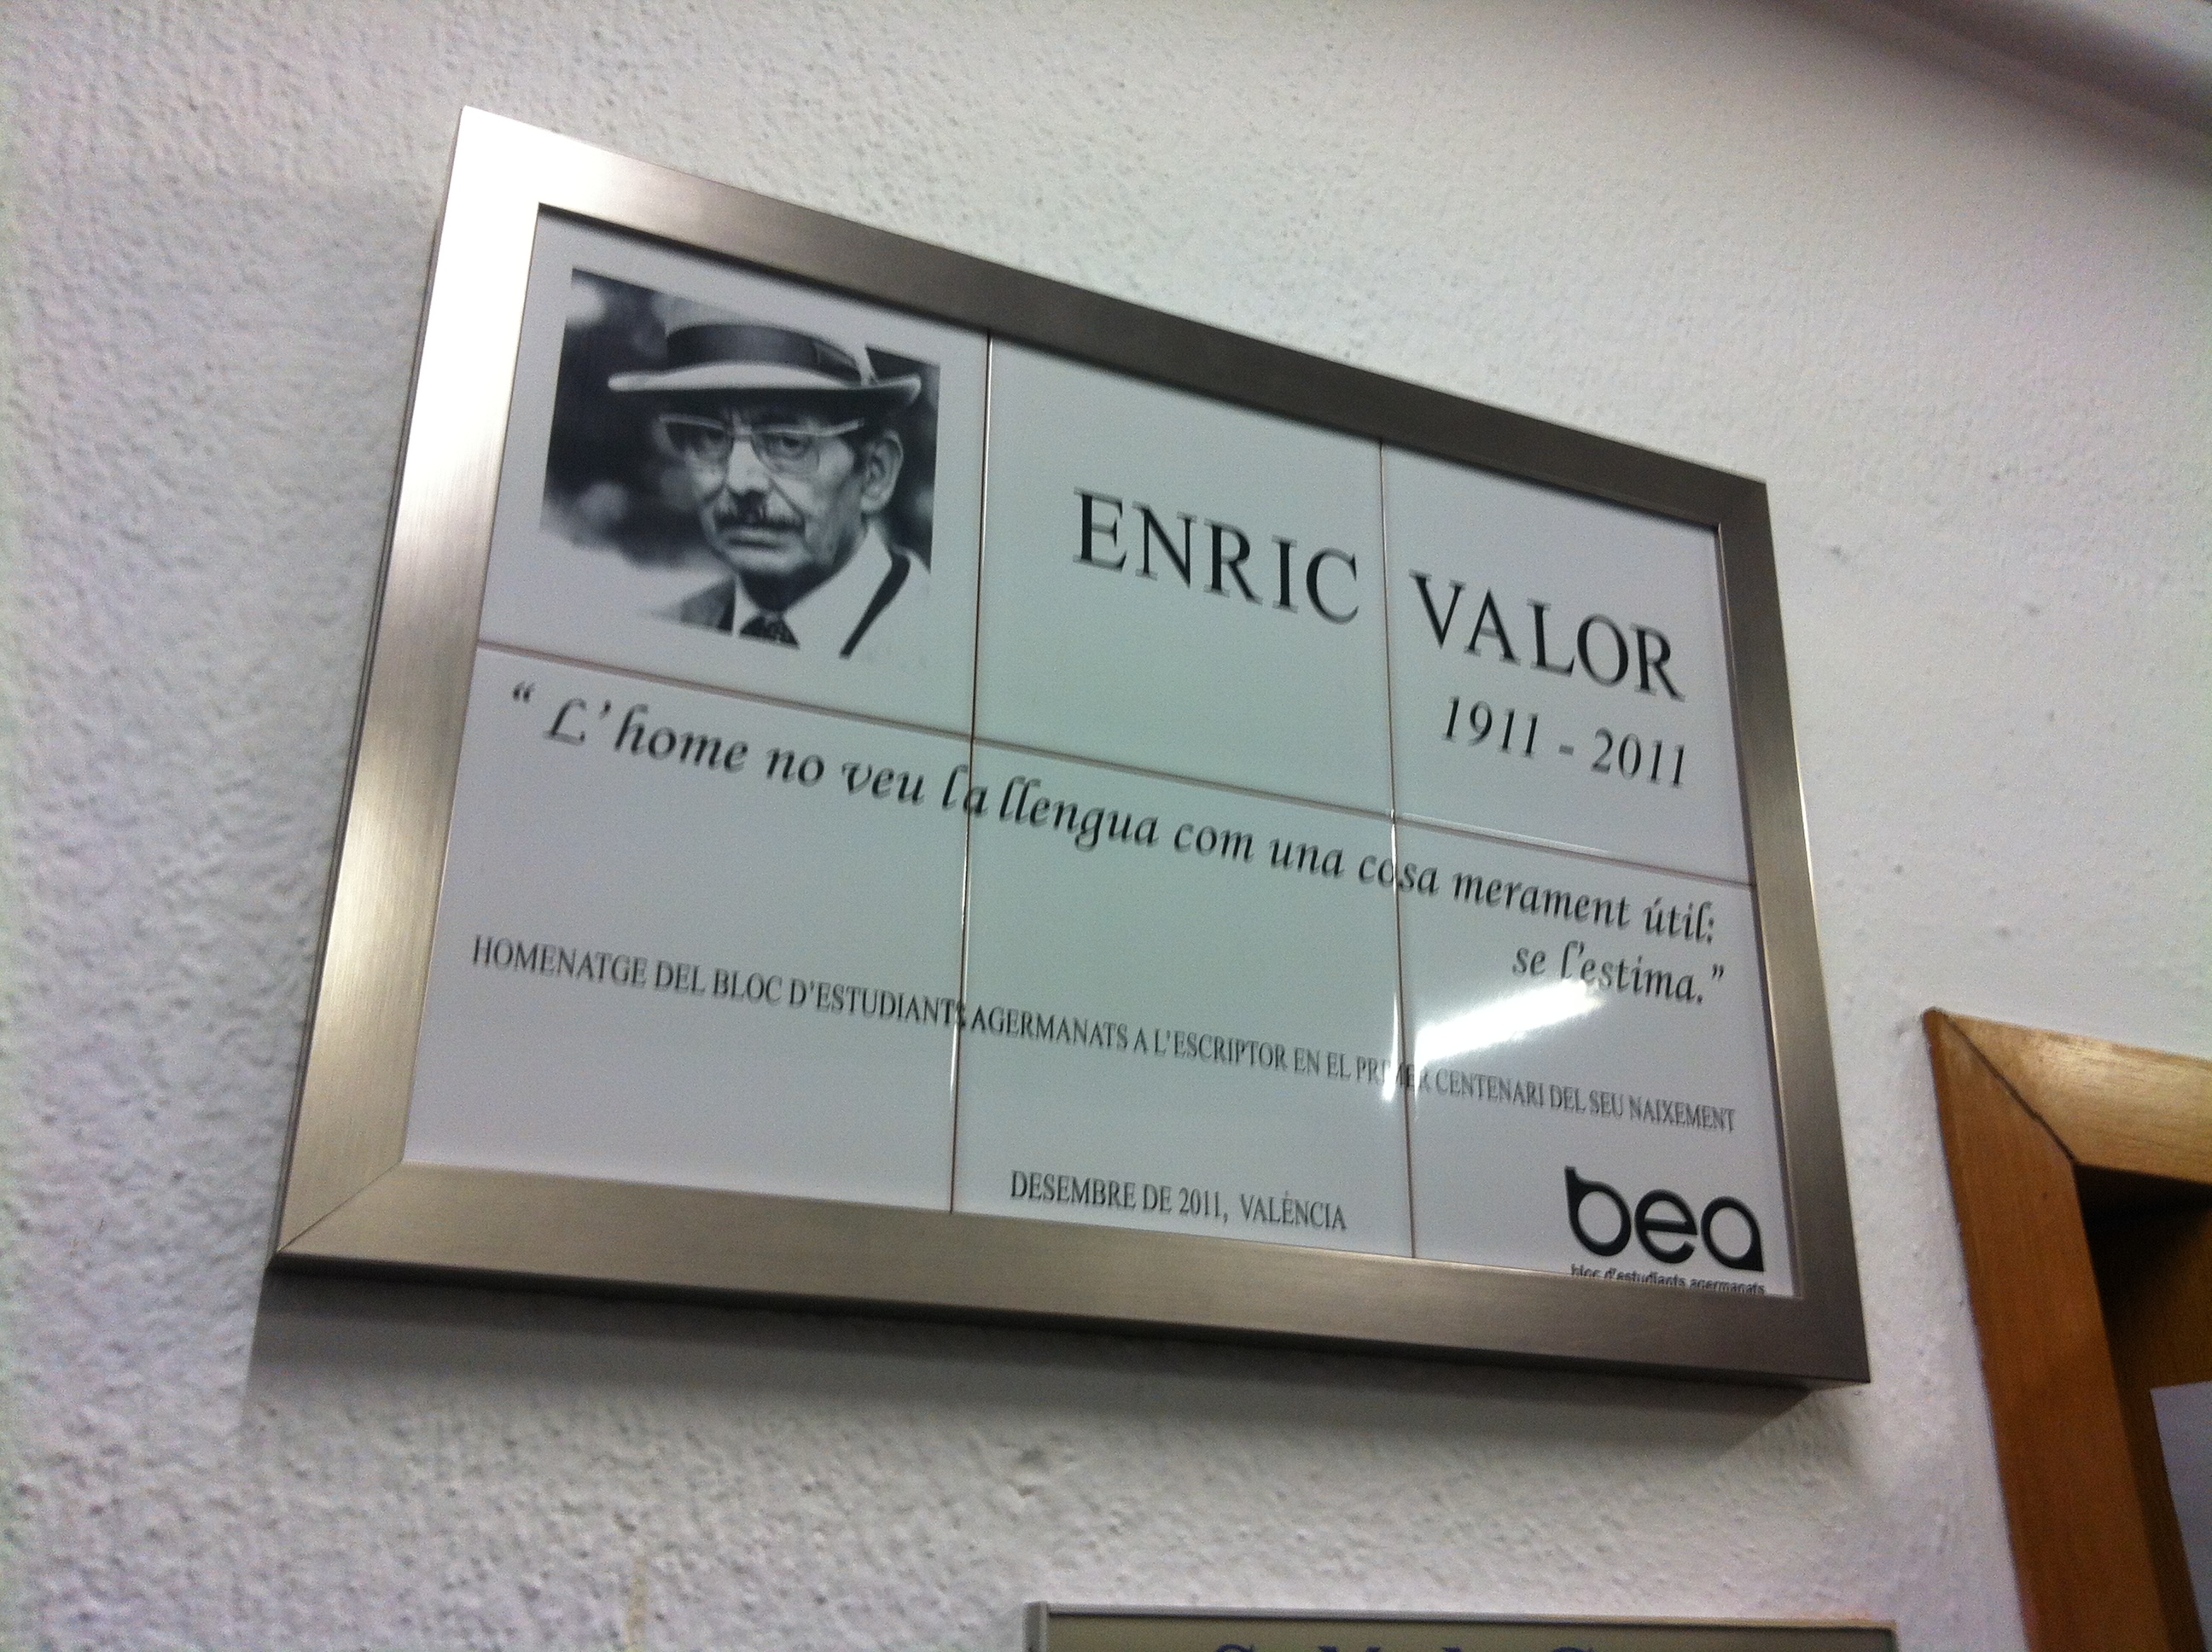 ENRIC VALOR
1911 - 2011
“ L’home no veu la llengua com una cosa merament útil:
se l’estima.”
HOMENATGE DEL BLOC D’ESTUDIANTS AGERMANATS A L’ESCRIPTOR EN EL PRIMER CENTENARI DEL SEU NAIXEMENT
DESEMBRE DE 2011, VALÈNCIA
bea
bloc d’estudiants agermanats